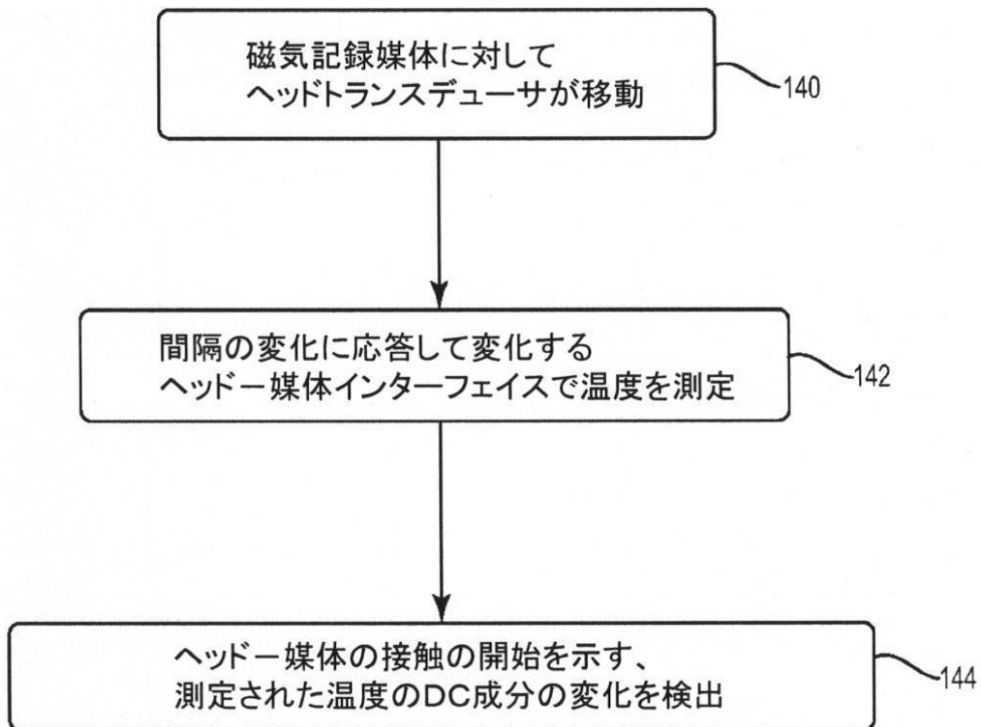 磁気記録媒体に対して
ヘッドトランスデューサが移動
140
間隔の変化に応答して変化する
ヘッドー媒体インターフェイスで温度を測定
142
ヘッドー媒体の接触の開始を示す、
測定された温度のDC成分の変化を検出
144